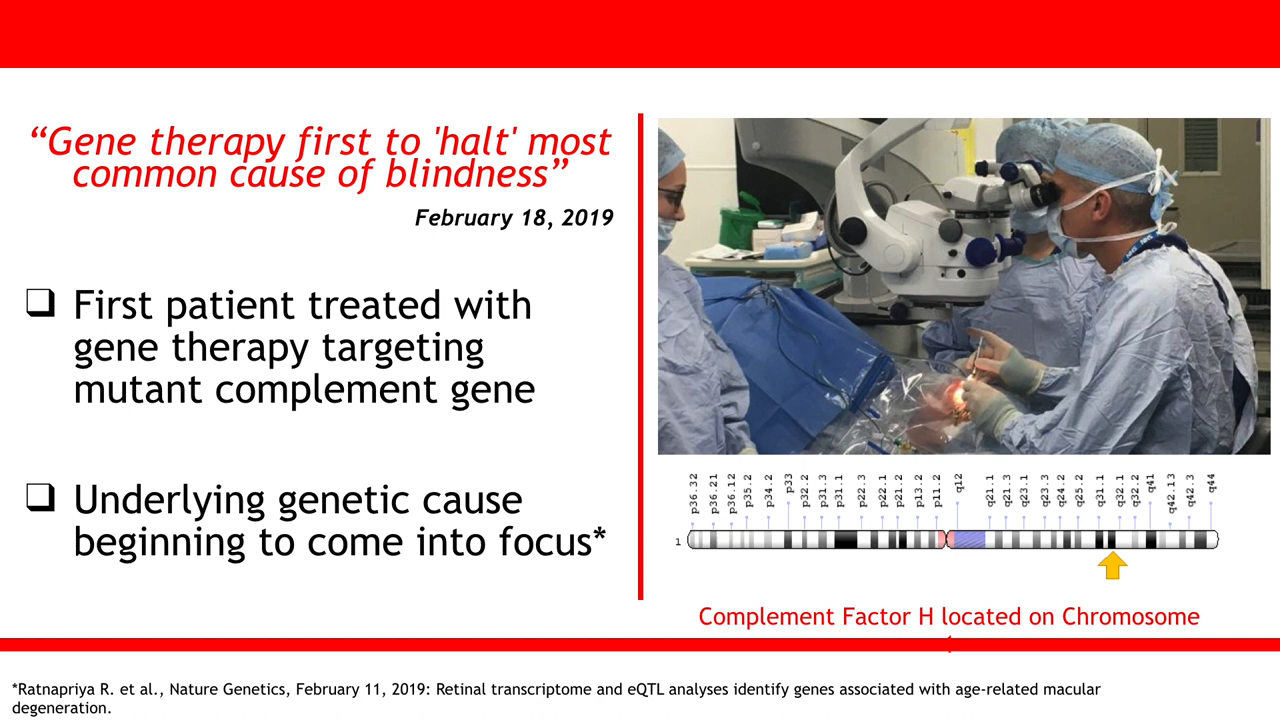 “Gene therapy first to 'halt' most
common cause of blindness”
February 18, 2019
❑ First patient treated with
gene therapy targeting
mutant complement gene
❑ Underlying genetic cause
beginning to come into focus*
NHS NHS
p36.32 p36.21 p36.12 p35.2 p34.2 p33 p32.2 p31.3 p31.1 p22.3 p22.1 p21.2 p13.2 p11.2 q12 q21.1 q21.3 q23.1 q23.3 q24.2 q25.2 q31.1 q32.1 q32.2 q41 q42.13 q42.3 q44
1
Complement Factor H located on Chromosome
*Ratnapriya R. et al., Nature Genetics, February 11, 2019: Retinal transcriptome and eQTL analyses identify genes associated with age-related macular
degeneration.